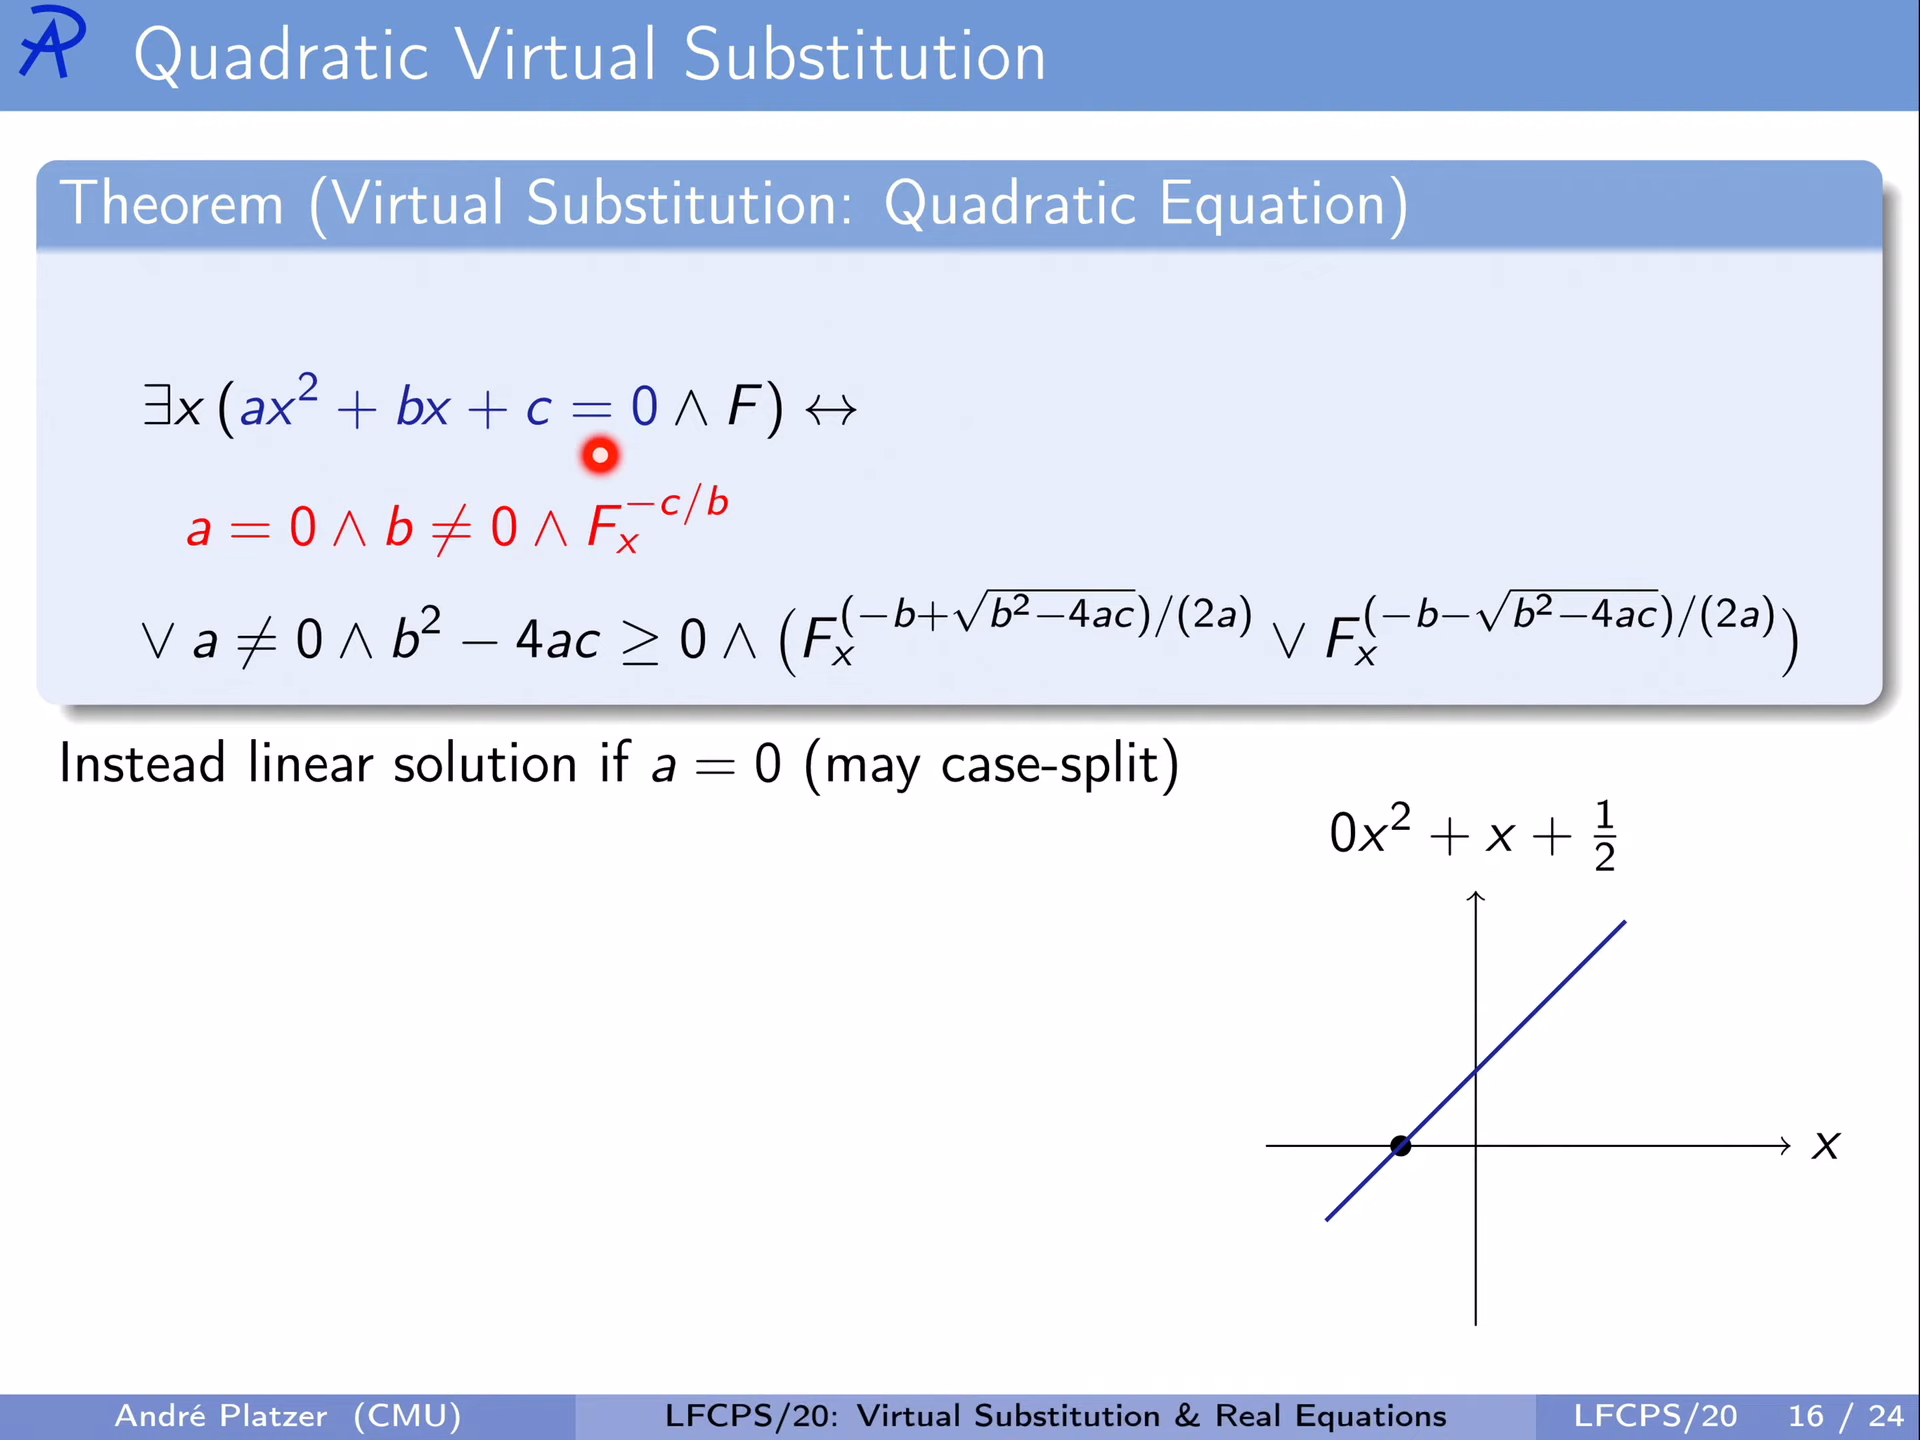 Quadratic Virtual Substitution
Theorem (Virtual Substitution: Quadratic Equation)
∃x (ax² + bx + c = 0 ∧ F) ↔
a = 0 ∧ b ≠ 0 ∧ F_x^{−c/b}
∨ a ≠ 0 ∧ b² − 4ac ≥ 0 ∧ (F_x^{(−b+√(b²−4ac))/(2a)} ∨ F_x^{(−b−√(b²−4ac))/(2a)})
Instead linear solution if a = 0 (may case-split)
0x² + x + 1/2
x
André Platzer (CMU) LFCPS/20: Virtual Substitution & Real Equations LFCPS/20 16 / 24